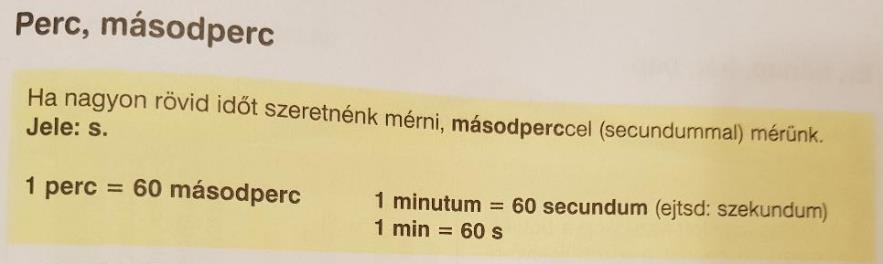 Perc, másodperc
Ha nagyon rövid időt szeretnénk mérni, másodperccel (secundummal) mérünk.
Jele: s.
1 perc = 60 másodperc
1 minutum = 60 secundum (ejtsd: szekundum)
1 min = 60 s